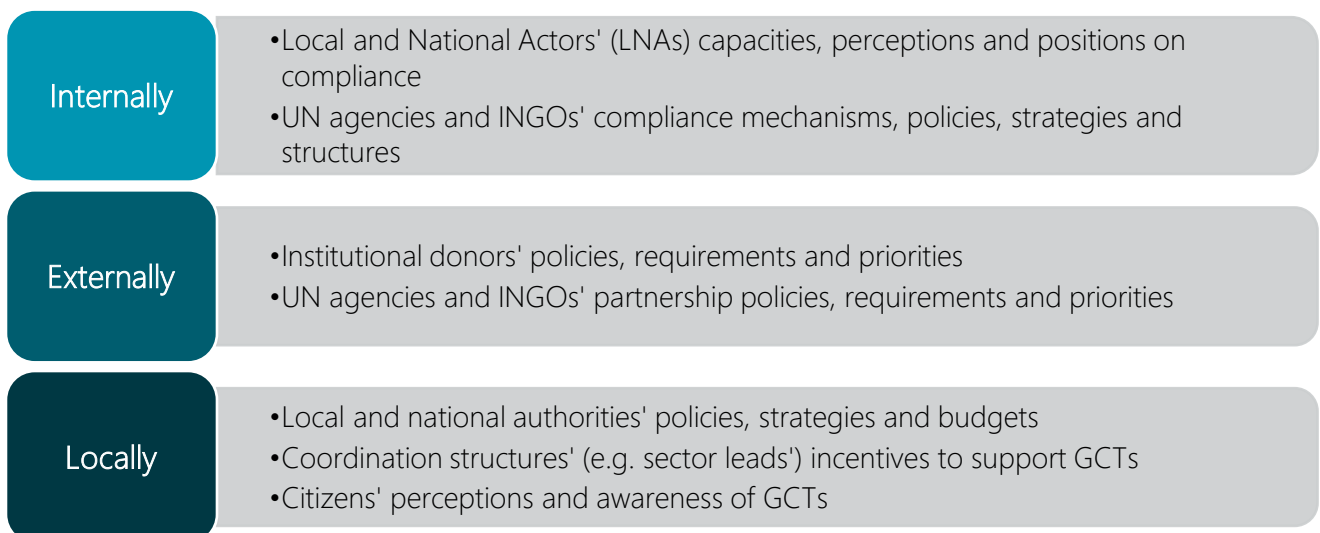 Internally
•Local and National Actors' (LNAs) capacities, perceptions and positions on
compliance
•UN agencies and INGOs' compliance mechanisms, policies, strategies and
structures
Externally
•Institutional donors' policies, requirements and priorities
•UN agencies and INGOs' partnership policies, requirements and priorities
Locally
•Local and national authorities' policies, strategies and budgets
•Coordination structures' (e.g. sector leads') incentives to support GCTs
•Citizens' perceptions and awareness of GCTs